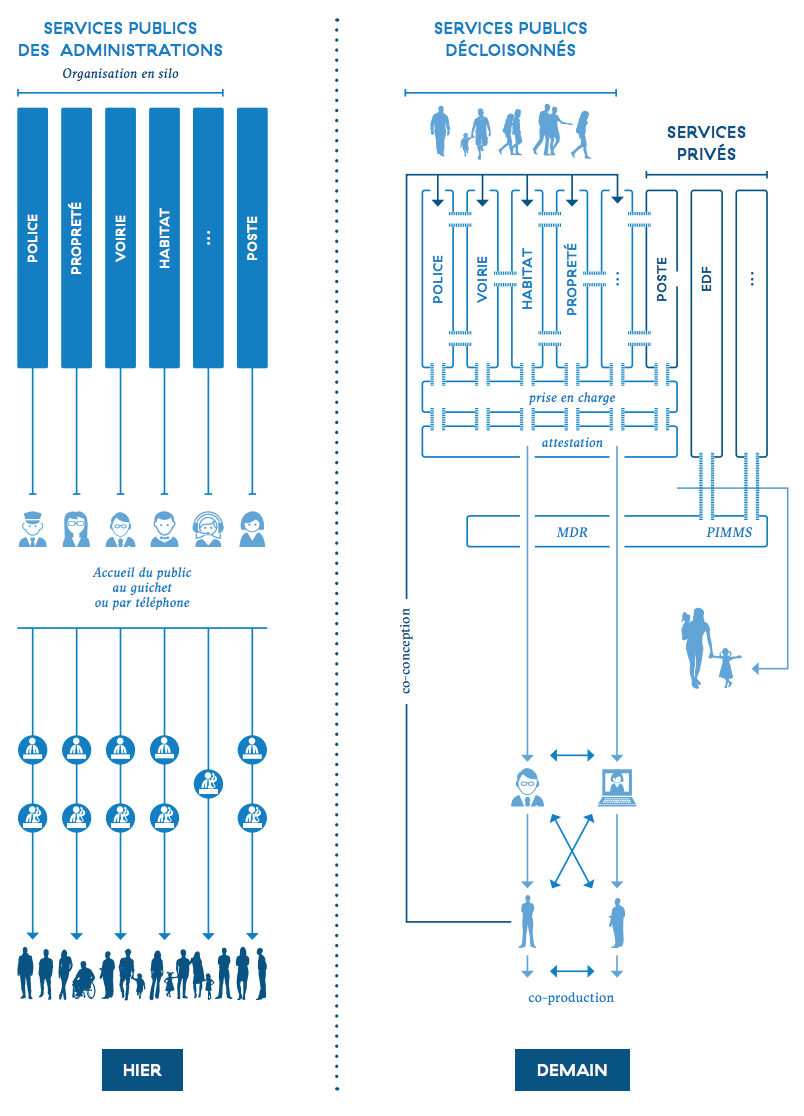 SERVICES PUBLICS
DES ADMINISTRATIONS
Organisation en silo
POLICE
PROPRETÉ
VOIRIE
HABITAT
...
POSTE
Accueil du public
au guichet
ou par téléphone
HIER
SERVICES PUBLICS
DÉCLOISONNÉS
SERVICES
PRIVÉS
POLICE
VOIRIE
HABITAT
PROPRETÉ
...
POSTE
EDF
...
prise en charge
attestation
MDR
PIMMS
co-conception
co-production
DEMAIN